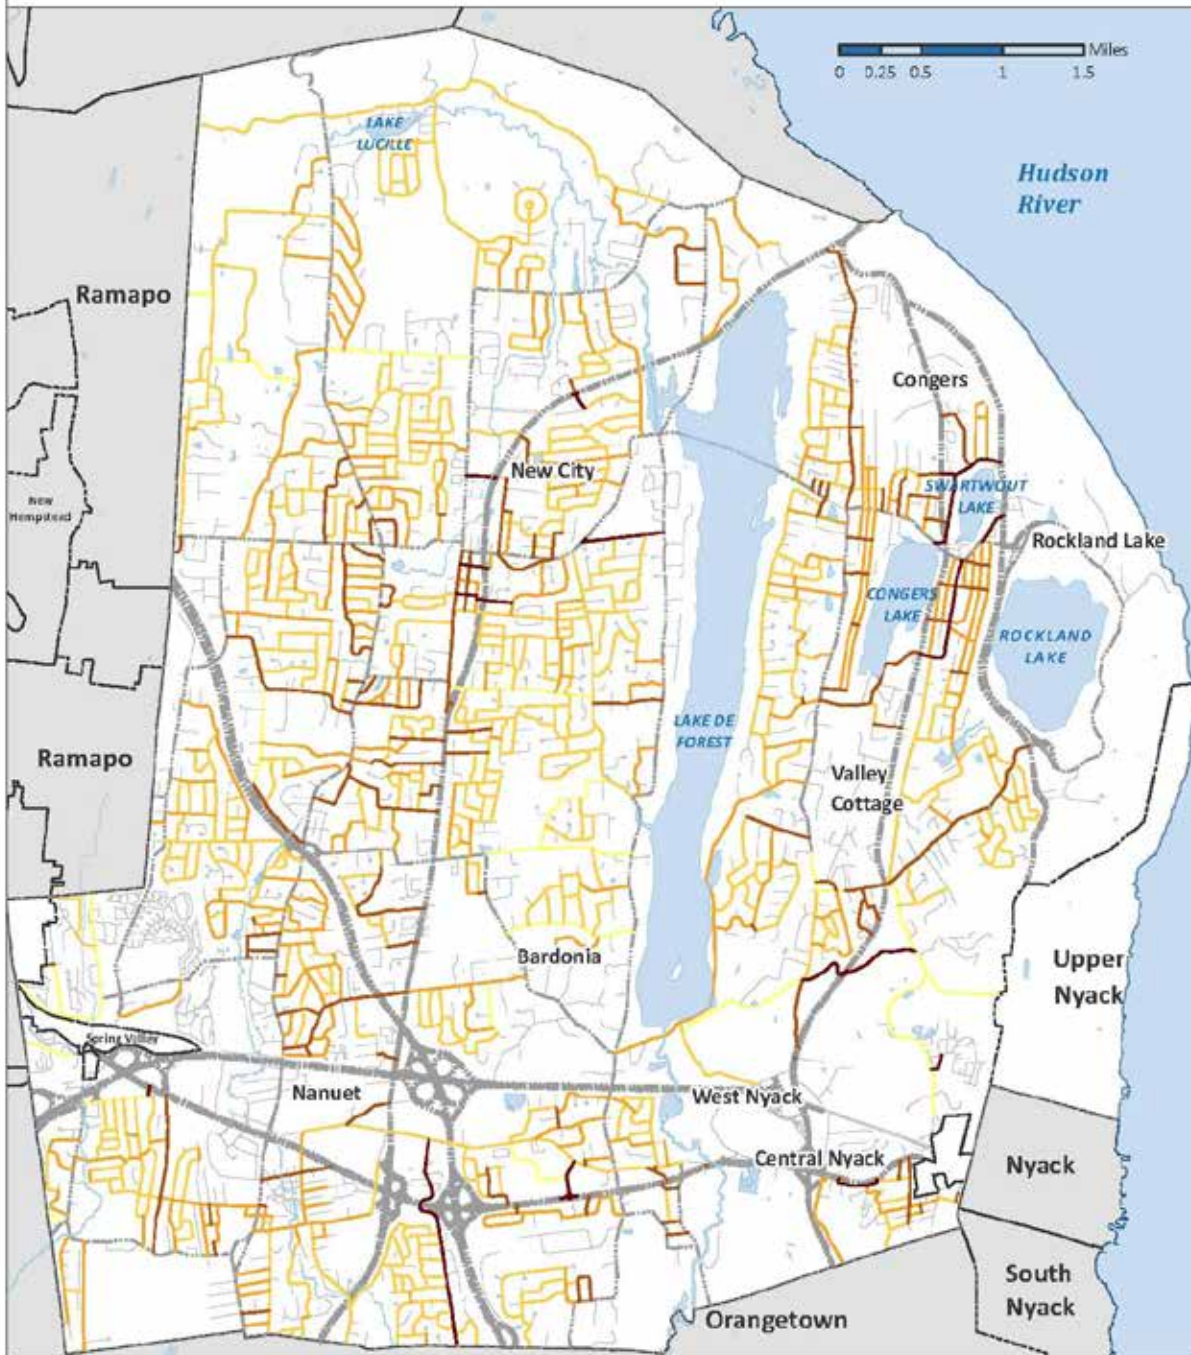 Miles
0 0.25 0.5 1 1.5
LAKE
LUCILLE
Hudson
River
Ramapo
Congers
New City
SWARTWOUT
LAKE
New
Hempstead
Rockland Lake
CONGERS
LAKE
ROCKLAND
LAKE
LAKE DE
FOREST
Ramapo
Valley
Cottage
Bardonia
Upper
Nyack
Spring Valley
Nanuet
West Nyack
Central Nyack
Nyack
South
Nyack
Orangetown